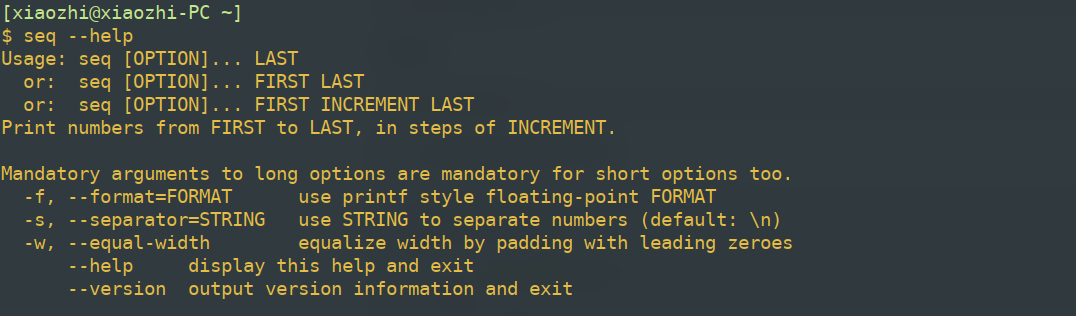 [xiaozhi@xiaozhi-PC ~]
$ seq --help
Usage: seq [OPTION]... LAST
  or:  seq [OPTION]... FIRST LAST
  or:  seq [OPTION]... FIRST INCREMENT LAST
Print numbers from FIRST to LAST, in steps of INCREMENT.

Mandatory arguments to long options are mandatory for short options too.
  -f, --format=FORMAT      use printf style floating-point FORMAT
  -s, --separator=STRING   use STRING to separate numbers (default: \n)
  -w, --equal-width        equalize width by padding with leading zeroes
      --help     display this help and exit
      --version  output version information and exit